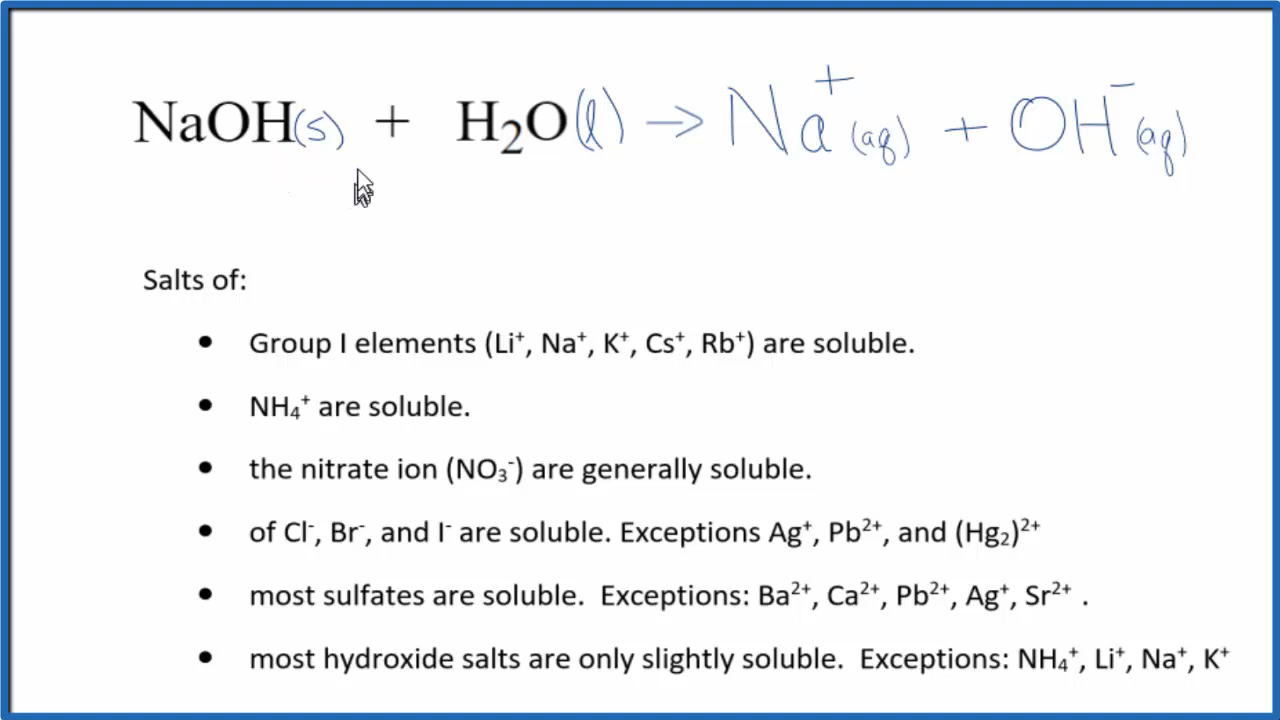 NaOH(s) + H₂O(l) → Na⁺(aq) + OH⁻(aq)
Salts of:
• Group I elements (Li⁺, Na⁺, K⁺, Cs⁺, Rb⁺) are soluble.
• NH₄⁺ are soluble.
• the nitrate ion (NO₃⁻) are generally soluble.
• of Cl⁻, Br⁻, and I⁻ are soluble. Exceptions Ag⁺, Pb²⁺, and (Hg₂)²⁺
• most sulfates are soluble.  Exceptions: Ba²⁺, Ca²⁺, Pb²⁺, Ag⁺, Sr²⁺ .
• most hydroxide salts are only slightly soluble.  Exceptions: NH₄⁺, Li⁺, Na⁺, K⁺